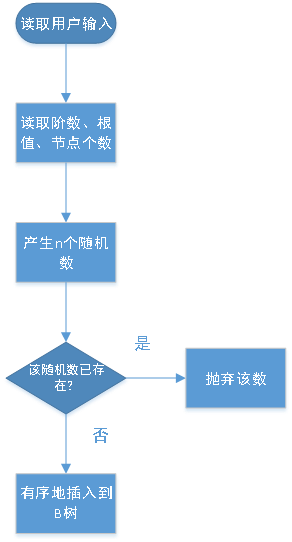 读取用户输入
读取阶数、根
值、节点个数
产生n个随机
数
该随机数已存
在？
是
抛弃该数
否
有序地插入到
B树